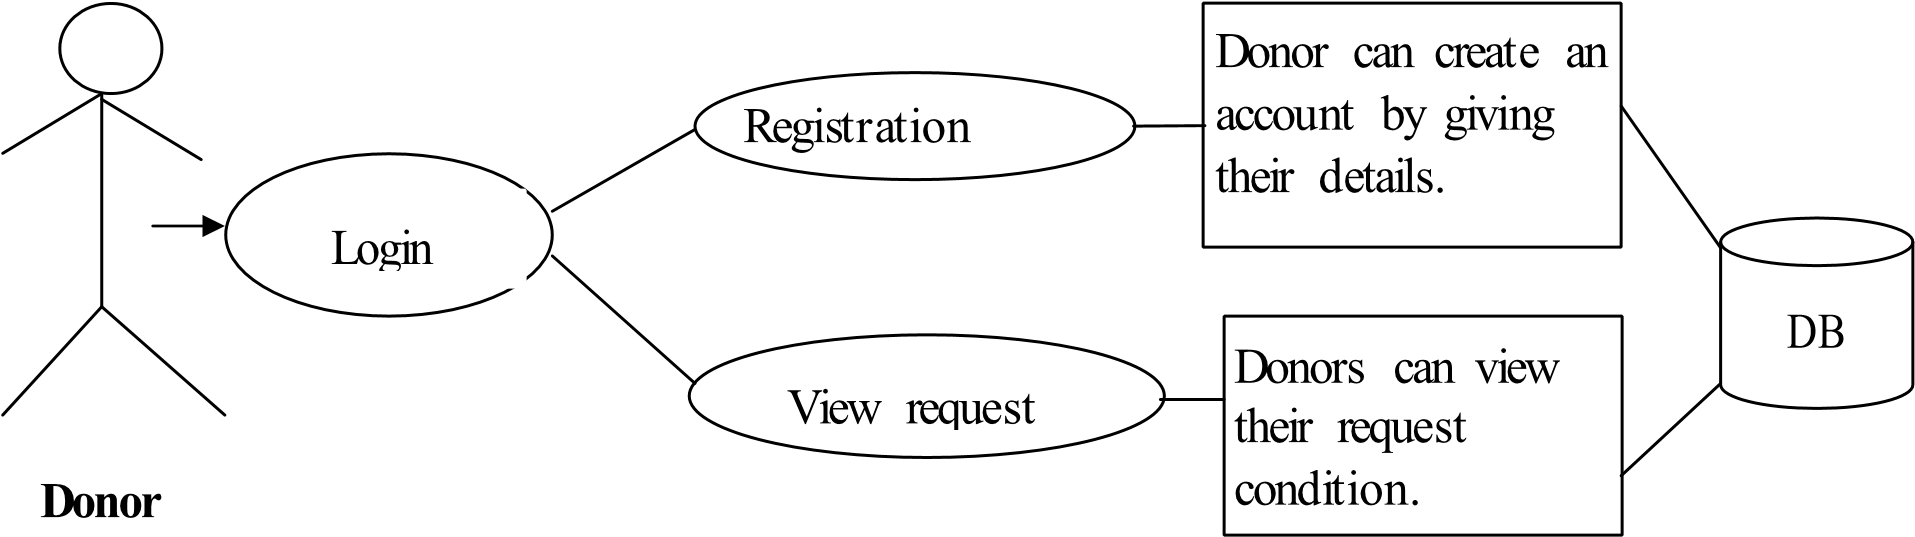 Donor can create an
account by giving
their details.
Registration
Login
DB
Donors can view
their request
condition.
View request
Donor